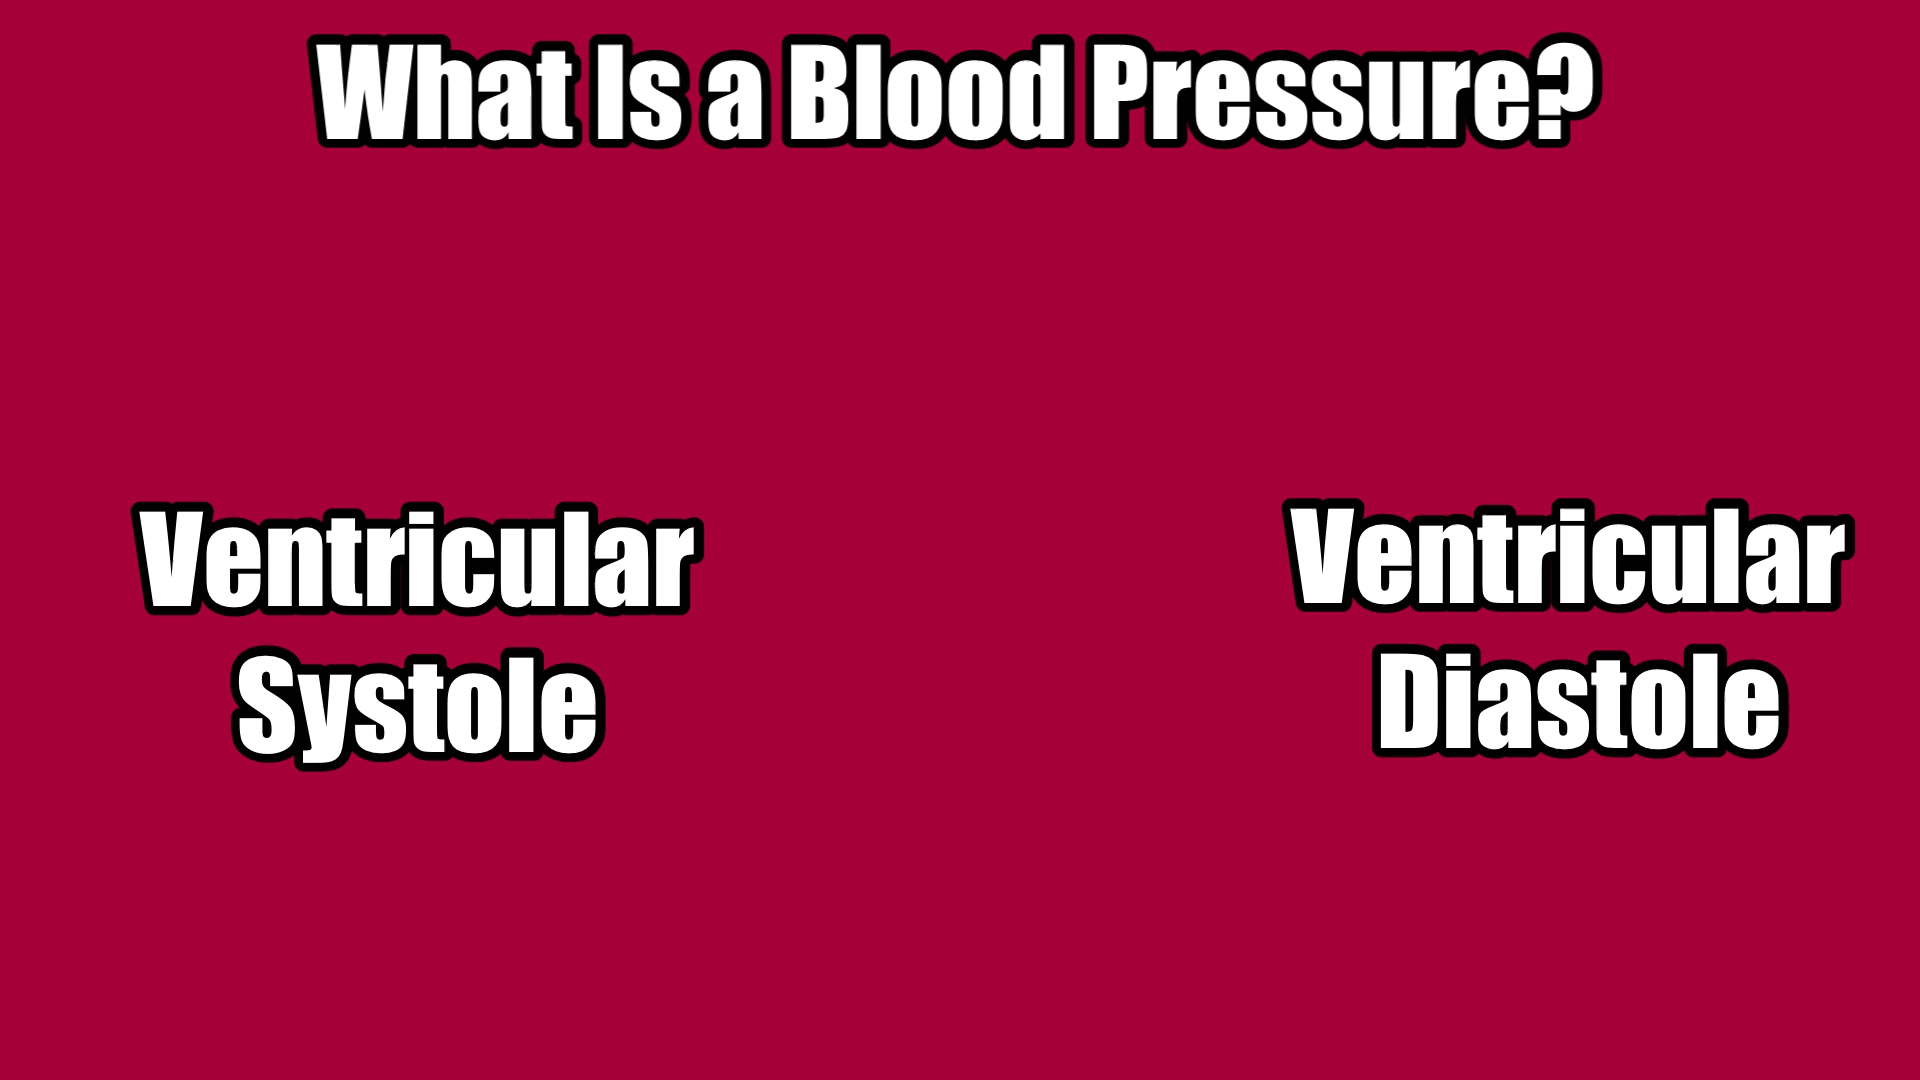 What Is a Blood Pressure?
Ventricular
Systole
Ventricular
Diastole